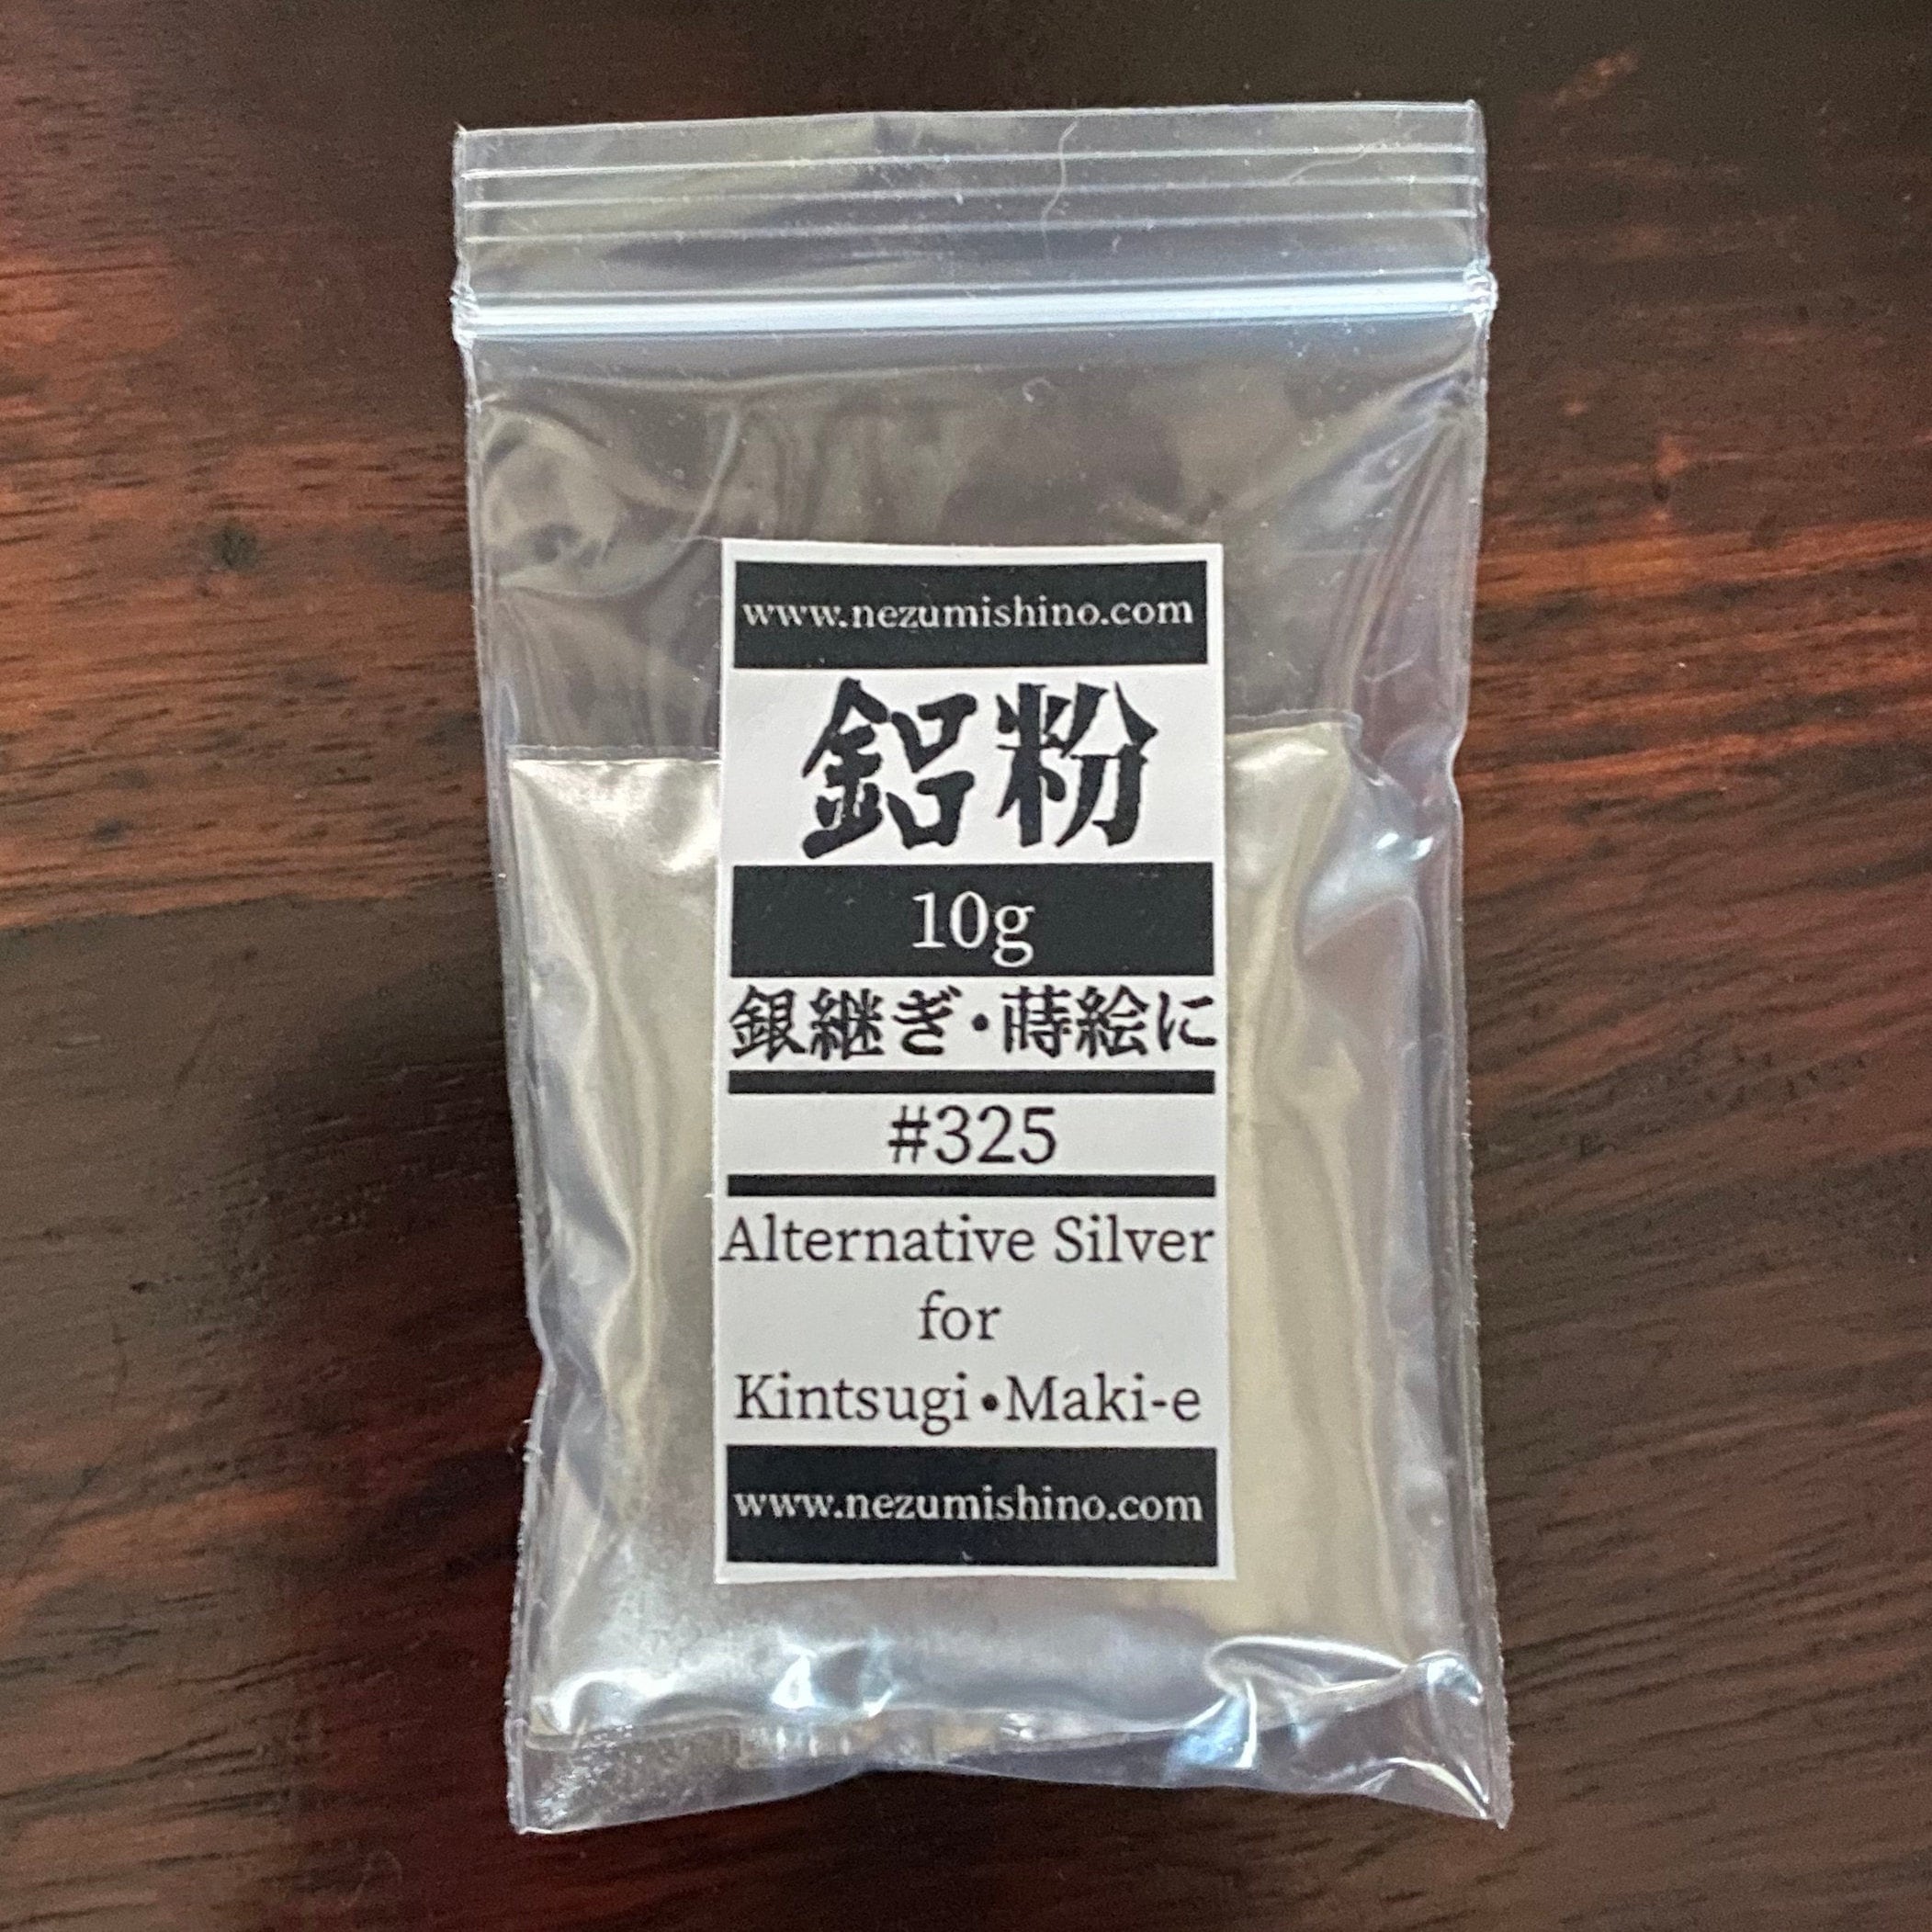 www.nezumishino.com
鋁粉
10g
銀継ぎ・蒔絵に
#325
Alternative Silver
for
Kintsugi•Maki-e
www.nezumishino.com